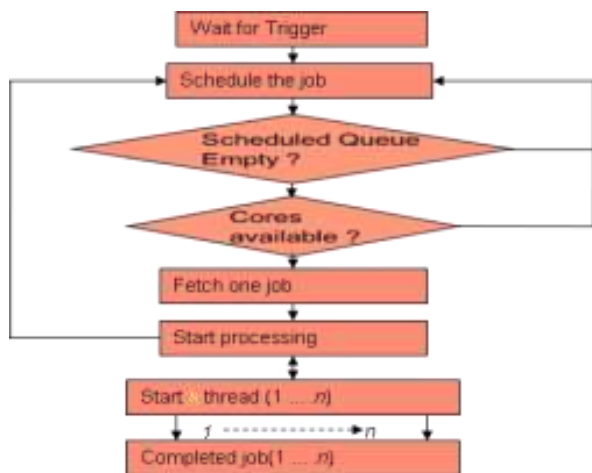 Wait for Trigger
Schedule the job
Scheduled Queue
Empty ?
Cores
available ?
Fetch one job
Start processing
Start & thread (1 .... n)
1 n
Completed job(1 ... n)